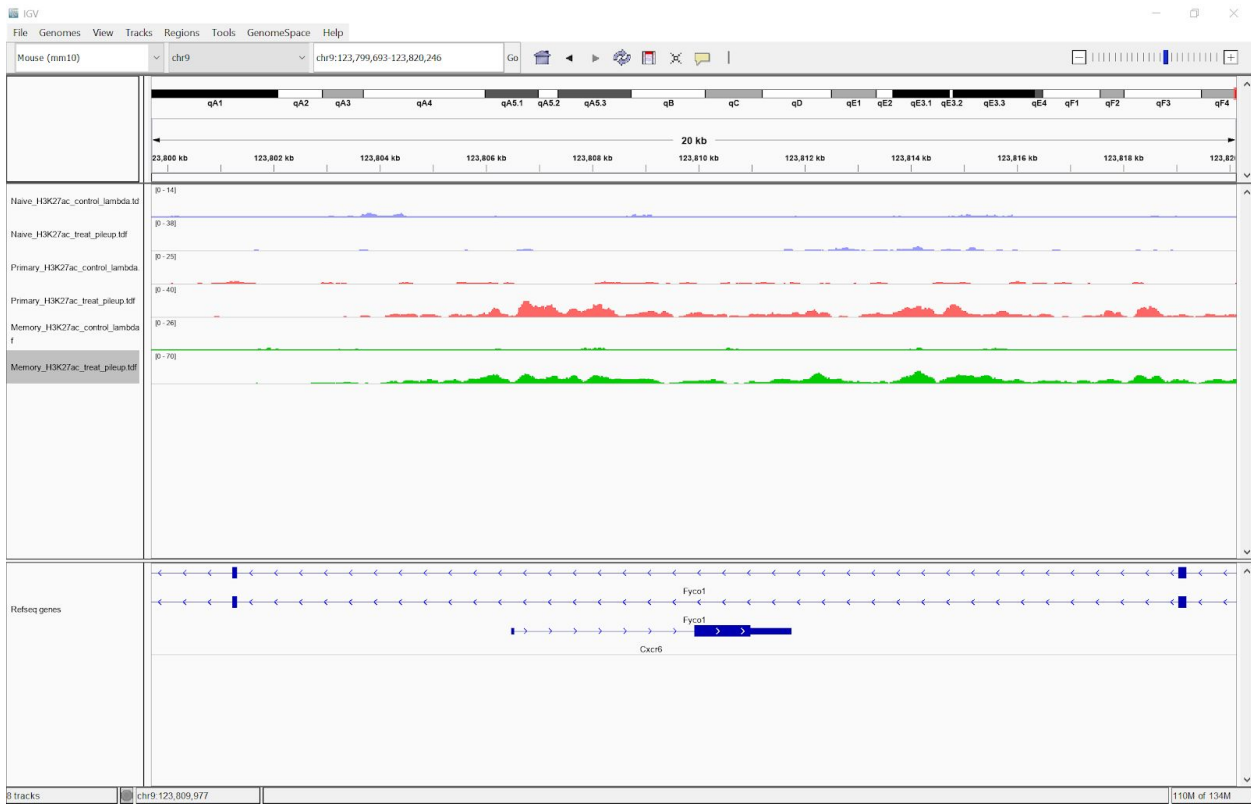 IGV
File Genomes View Tracks Regions Tools GenomeSpace Help
Mouse (mm10) chr9 chr9:123,799,693-123,820,246 Go
qA1 qA2 qA3 qA4 qA5.1 qA5.2 qA5.3 qB qC qD qE1 qE2 qE3.1 qE3.2 qE3.3 qE4 qF1 qF2 qF3 qF4
20 kb
23,800 kb 123,802 kb 123,804 kb 123,806 kb 123,808 kb 123,810 kb 123,812 kb 123,814 kb 123,816 kb 123,818 kb 123,82
[0 - 14]
Naive_H3K27ac_control_lambda.td
[0 - 38]
Naive_H3K27ac_treat_pileup.tdf
[0 - 25]
Primary_H3K27ac_control_lambda.
[0 - 40]
Primary_H3K27ac_treat_pileup.tdf
[0 - 26]
Memory_H3K27ac_control_lambda
f
[0 - 70]
Memory_H3K27ac_treat_pileup.tdf
Fyco1
Refseq genes
Fyco1
Cxcr6
8 tracks chr9:123,809,977 110M of 134M